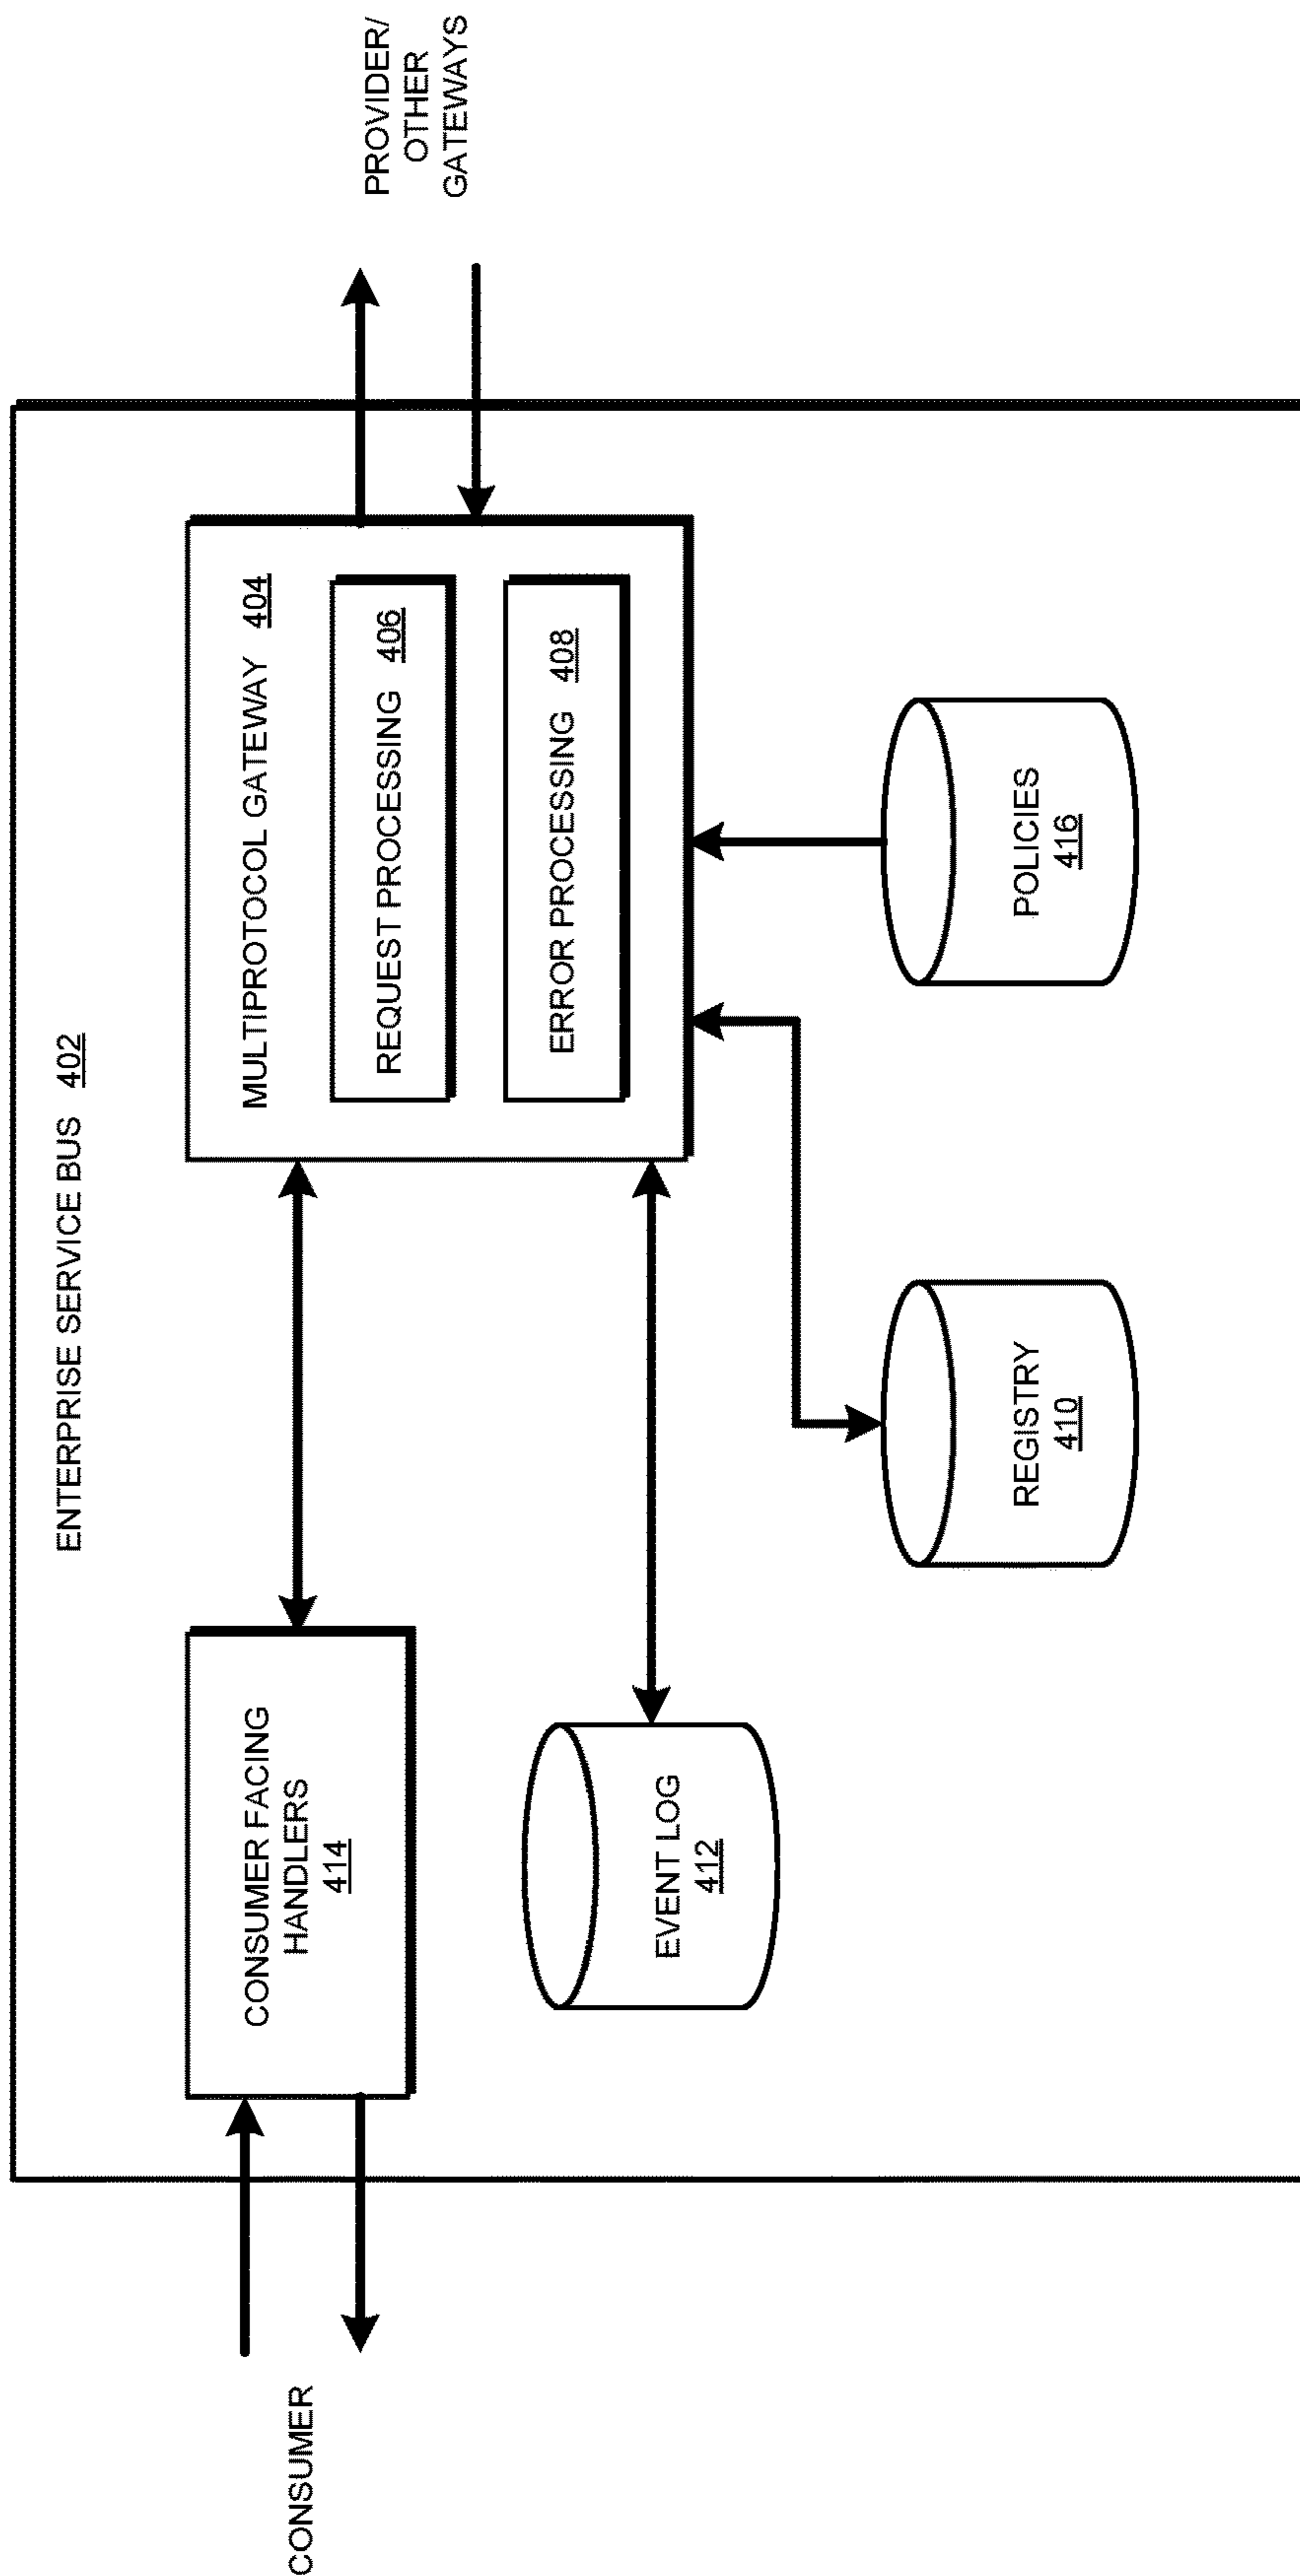 ENTERPRISE SERVICE BUS 402
CONSUMER
CONSUMER FACING
HANDLERS
414
MULTIPROTOCOL GATEWAY 404
REQUEST PROCESSING 406
ERROR PROCESSING 408
PROVIDER/
OTHER
GATEWAYS
EVENT LOG
412
REGISTRY
410
POLICIES
416